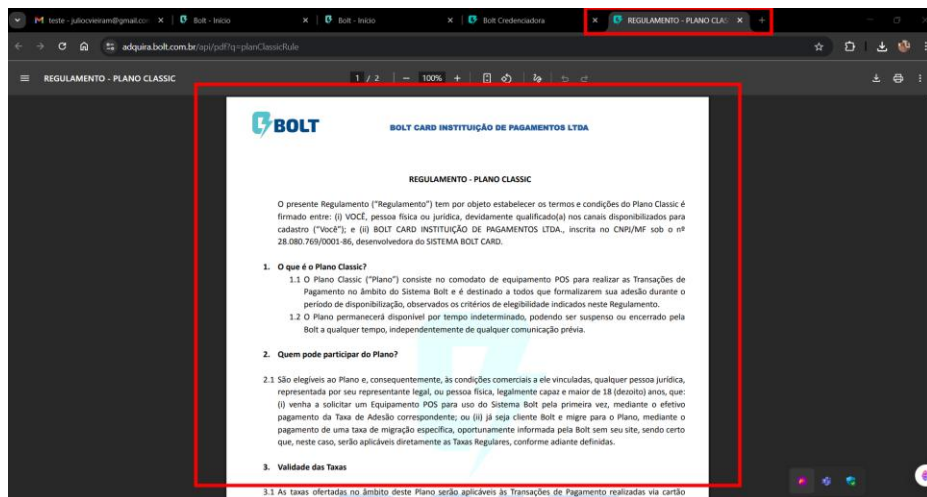 teste - juliocvieiram@gmail.com
Bolt - Início
Bolt - Início
Bolt Credenciadora
REGULAMENTO - PLANO CLAS
adquira.bolt.com.br/api/pdf?q=planClassicRule
REGULAMENTO - PLANO CLASSIC
1 / 2
100%
BOLT
BOLT CARD INSTITUIÇÃO DE PAGAMENTOS LTDA
REGULAMENTO - PLANO CLASSIC
O presente Regulamento ("Regulamento") tem por objeto estabelecer os termos e condições do Plano Classic é
firmado entre: (i) VOCÊ, pessoa física ou jurídica, devidamente qualificado(a) nos canais disponibilizados para
cadastro ("Você"); e (ii) BOLT CARD INSTITUIÇÃO DE PAGAMENTOS LTDA., inscrita no CNPJ/MF sob o nº
28.080.769/0001-86, desenvolvedora do SISTEMA BOLT CARD.
1. O que é o Plano Classic?
1.1 O Plano Classic ("Plano") consiste no comodato de equipamento POS para realizar as Transações de
Pagamento no âmbito do Sistema Bolt e é destinado a todos que formalizarem sua adesão durante o
período de disponibilização, observados os critérios de elegibilidade indicados neste Regulamento.
1.2 O Plano permanecerá disponível por tempo indeterminado, podendo ser suspenso ou encerrado pela
Bolt a qualquer tempo, independentemente de qualquer comunicação prévia.
2. Quem pode participar do Plano?
2.1 São elegíveis ao Plano e, consequentemente, às condições comerciais a ele vinculadas, qualquer pessoa jurídica,
representada por seu representante legal, ou pessoa física, legalmente capaz e maior de 18 (dezoito) anos, que:
(i) venha a solicitar um Equipamento POS para uso do Sistema Bolt pela primeira vez, mediante o efetivo
pagamento da Taxa de Adesão correspondente; ou (ii) já seja cliente Bolt e migre para o Plano, mediante o
pagamento de uma taxa de migração específica, oportunamente informada pela Bolt sem seu site, sendo certo
que, neste caso, serão aplicáveis diretamente as Taxas Regulares, conforme adiante definidas.
3. Validade das Taxas
3.1 As taxas ofertadas no âmbito deste Plano serão aplicáveis às Transações de Pagamento realizadas via cartão